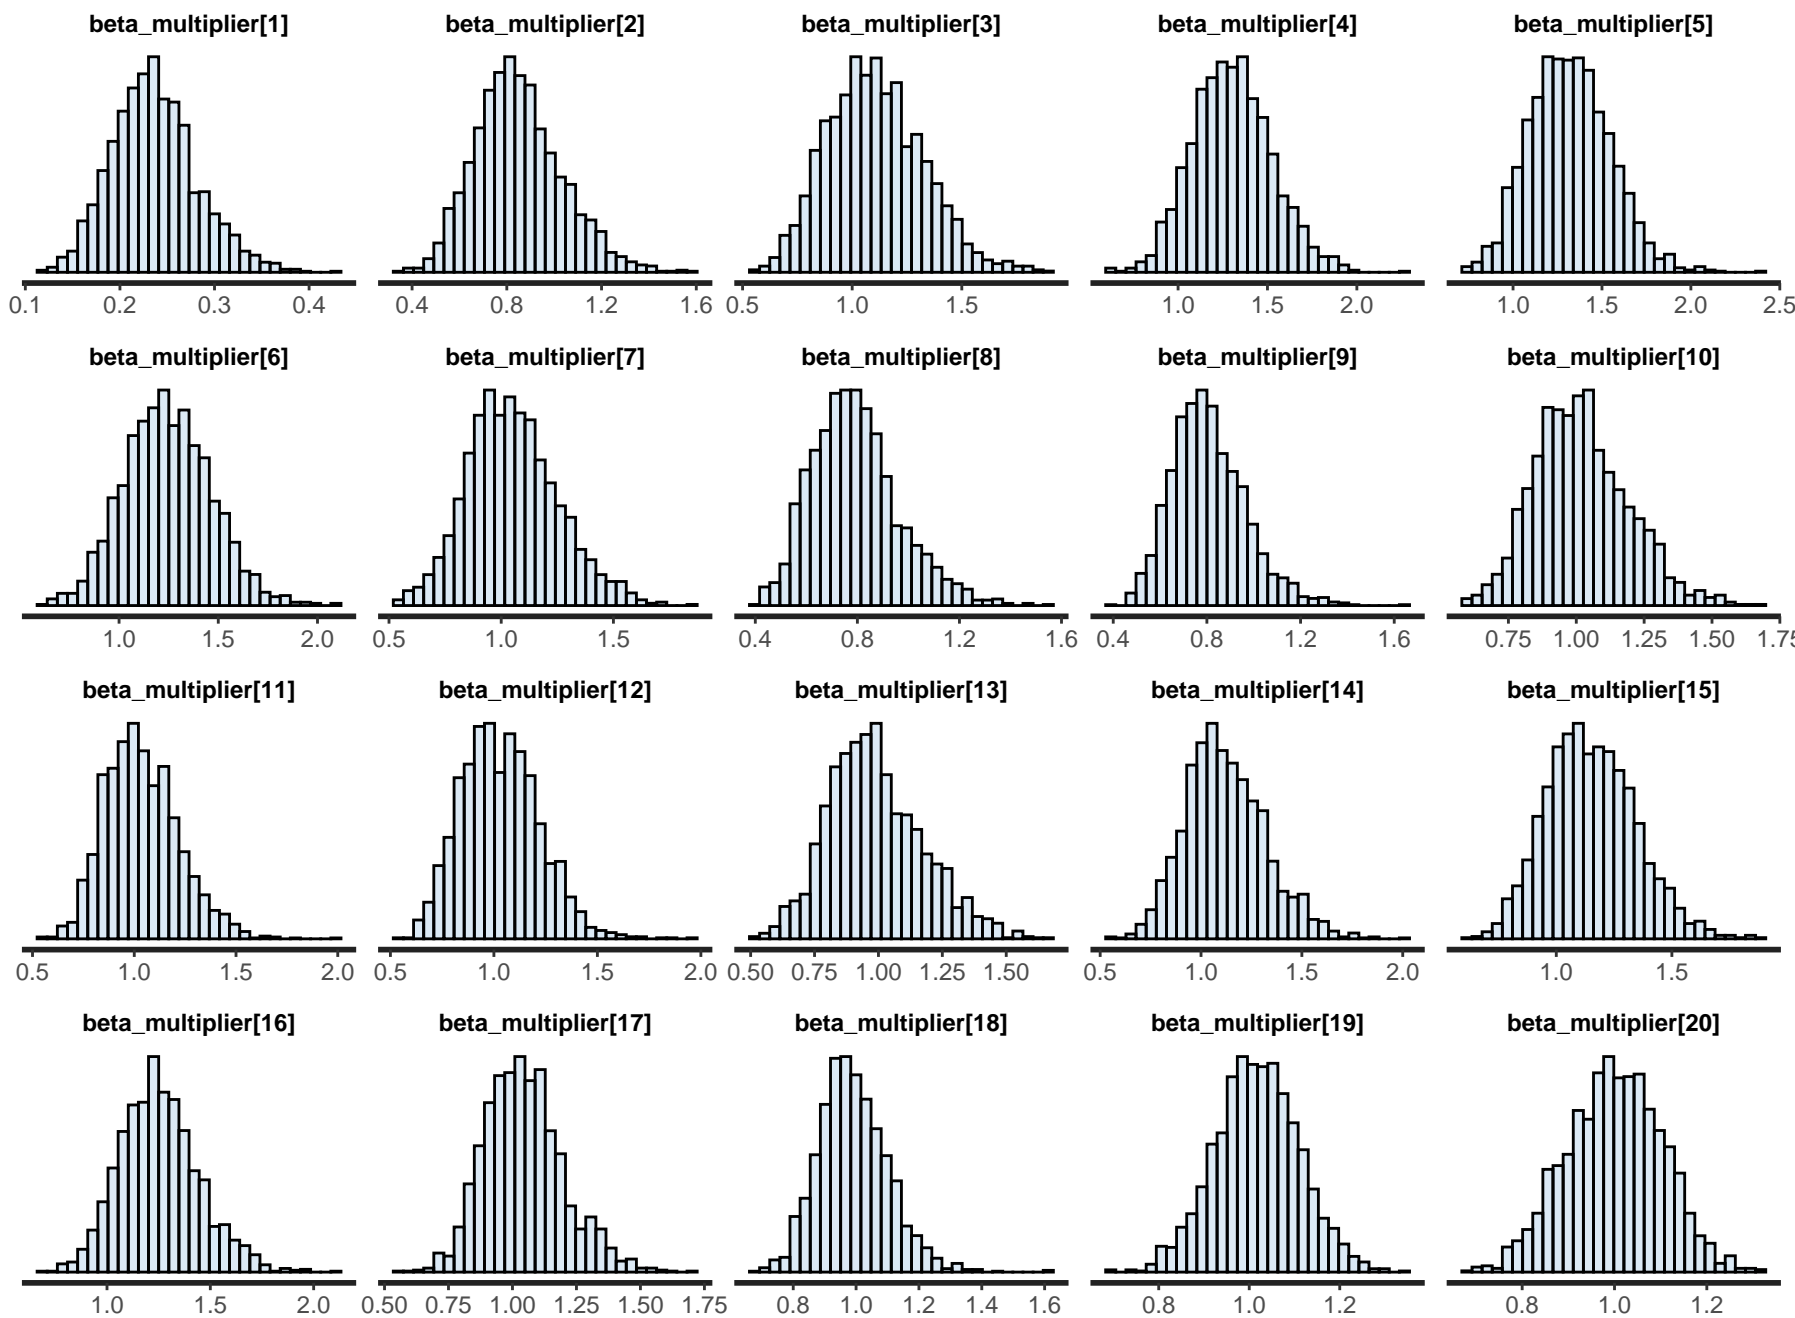 beta_multiplier[1] beta_multiplier[2] beta_multiplier[3] beta_multiplier[4] beta_multiplier[5]
0.1 0.2 0.3 0.4 0.4 0.8 1.2 1.6 0.5 1.0 1.5 1.0 1.5 2.0 1.0 1.5 2.0 2.5
beta_multiplier[6] beta_multiplier[7] beta_multiplier[8] beta_multiplier[9] beta_multiplier[10]
1.0 1.5 2.0 0.5 1.0 1.5 0.4 0.8 1.2 1.6 0.4 0.8 1.2 1.6 0.75 1.00 1.25 1.50 1.75
beta_multiplier[11] beta_multiplier[12] beta_multiplier[13] beta_multiplier[14] beta_multiplier[15]
0.5 1.0 1.5 2.0 0.5 1.0 1.5 2.0 0.50 0.75 1.00 1.25 1.50 0.5 1.0 1.5 2.0 1.0 1.5
beta_multiplier[16] beta_multiplier[17] beta_multiplier[18] beta_multiplier[19] beta_multiplier[20]
1.0 1.5 2.0 0.50 0.75 1.00 1.25 1.50 1.75 0.8 1.0 1.2 1.4 1.6 0.8 1.0 1.2 0.8 1.0 1.2